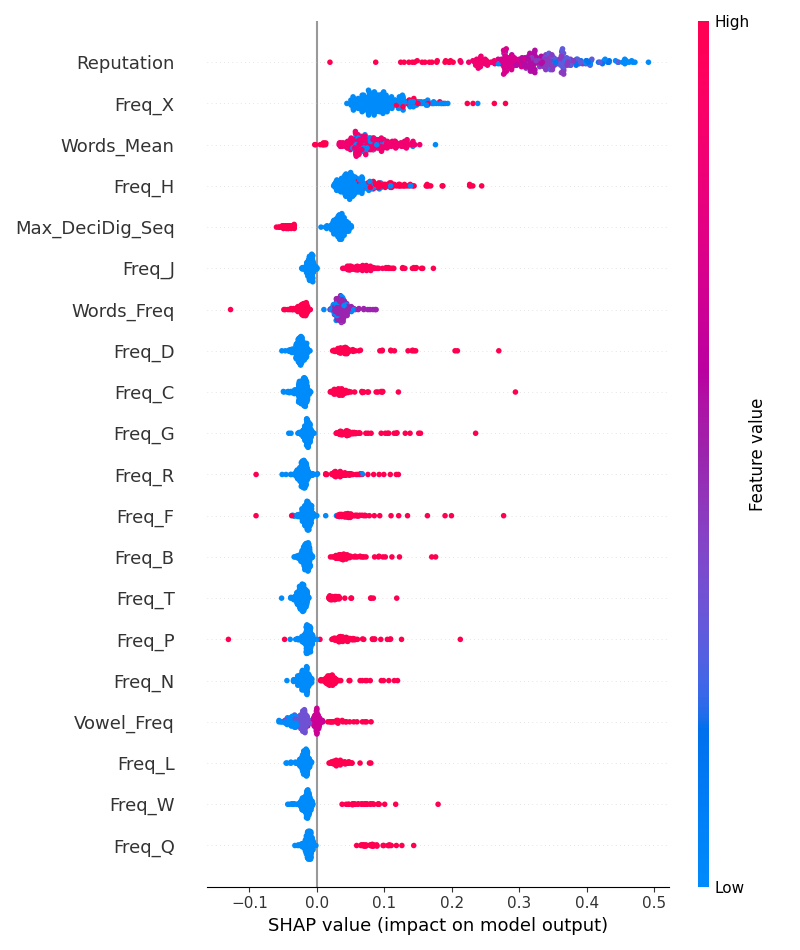 High
Reputation
Freq_X
Words_Mean
Freq_H
Max_DeciDig_Seq
Freq_J
Words_Freq
Freq_D
Freq_C
Freq_G
Freq_R
Freq_F
Freq_B
Freq_T
Freq_P
Freq_N
Vowel_Freq
Freq_L
Freq_W
Freq_Q
Feature value
Low
−0.1 0.0 0.1 0.2 0.3 0.4 0.5
SHAP value (impact on model output)